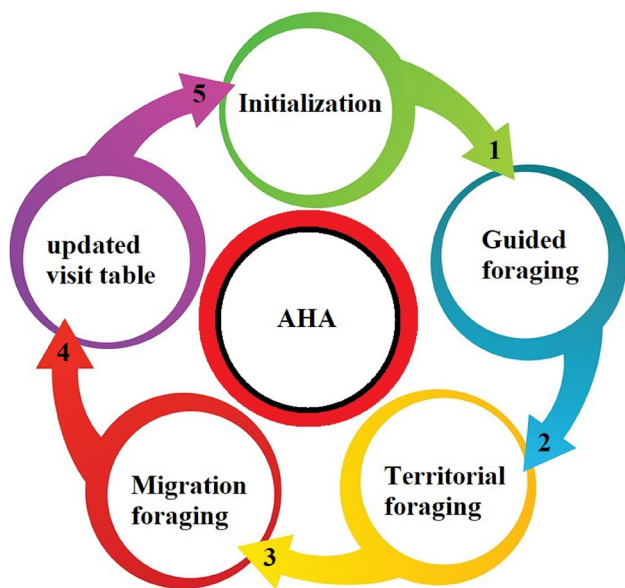 Initialization
1
Guided
foraging
2
Territorial
foraging
3
Migration
foraging
4
updated
visit table
5
AHA